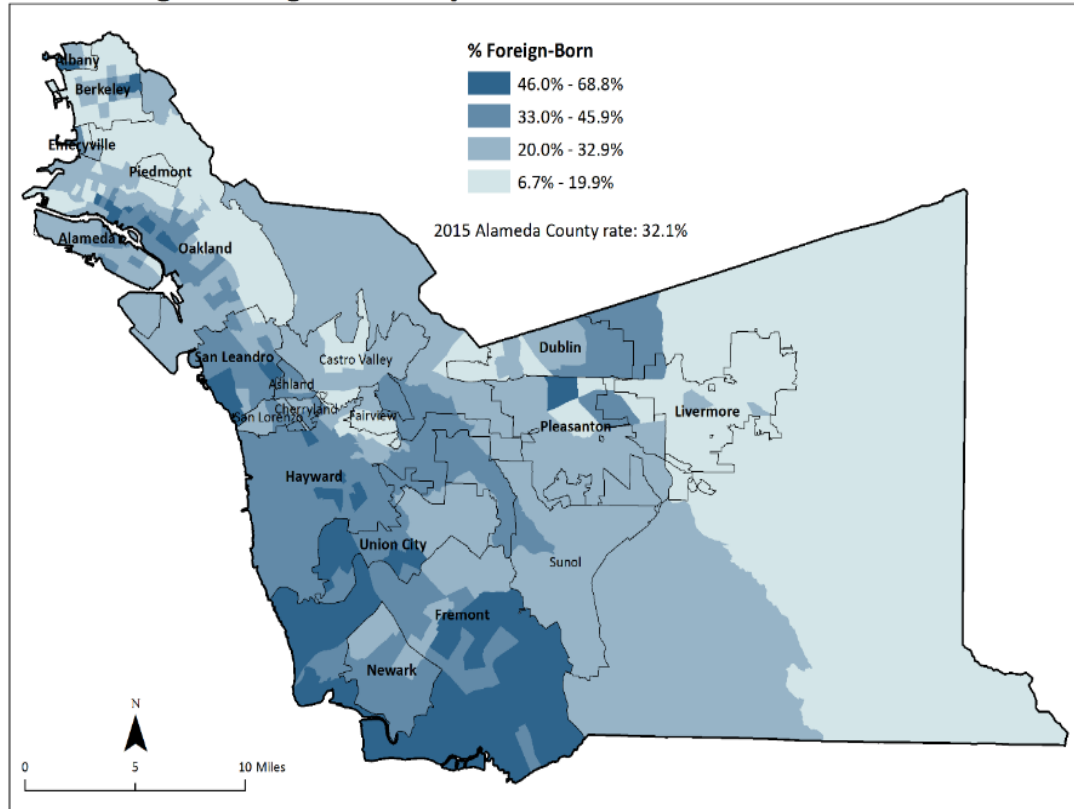 % Foreign-Born
46.0% - 68.8%
33.0% - 45.9%
20.0% - 32.9%
6.7% - 19.9%
2015 Alameda County rate: 32.1%
Albany
Berkeley
Emeryville
Piedmont
Alameda
Oakland
San Leandro
Castro Valley
Dublin
Ashland
Cherryland
San Lorenzo
Fairview
Pleasanton
Livermore
Hayward
Union City
Sunol
Fremont
Newark
N
0 5 10 Miles